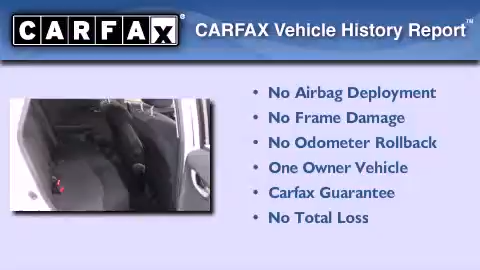 CARFAX® CARFAX Vehicle History Report™
• No Airbag Deployment
• No Frame Damage
• No Odometer Rollback
• One Owner Vehicle
• Carfax Guarantee
• No Total Loss